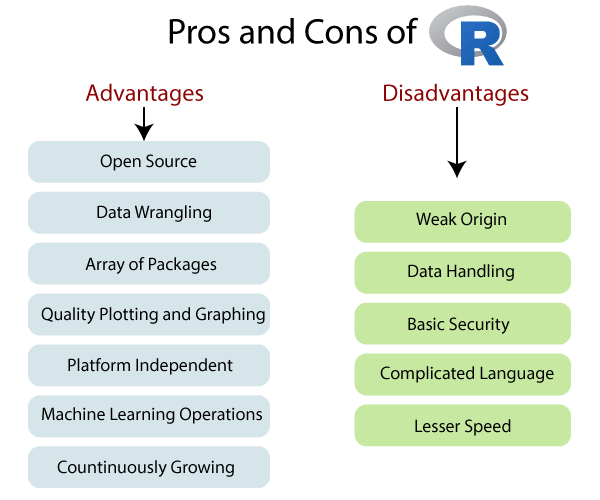 Pros and Cons of R
Advantages
Open Source
Data Wrangling
Array of Packages
Quality Plotting and Graphing
Platform Independent
Machine Learning Operations
Countinuously Growing
Disadvantages
Weak Origin
Data Handling
Basic Security
Complicated Language
Lesser Speed